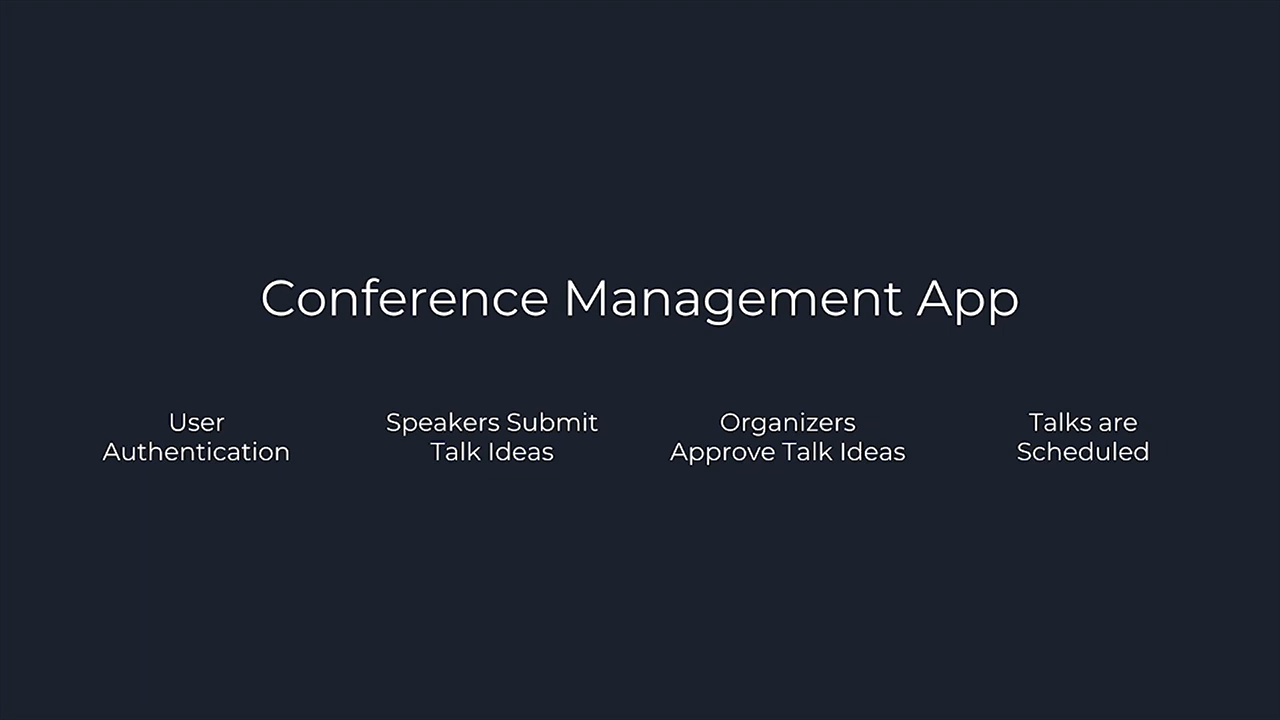 Conference Management App
User
Authentication
Speakers Submit
Talk Ideas
Organizers
Approve Talk Ideas
Talks are
Scheduled